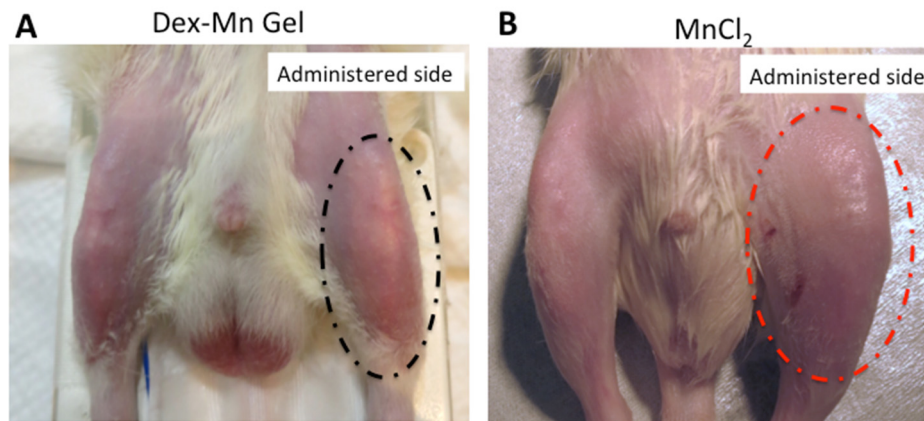 A
Dex-Mn Gel
Administered side
B
MnCl₂
Administered side